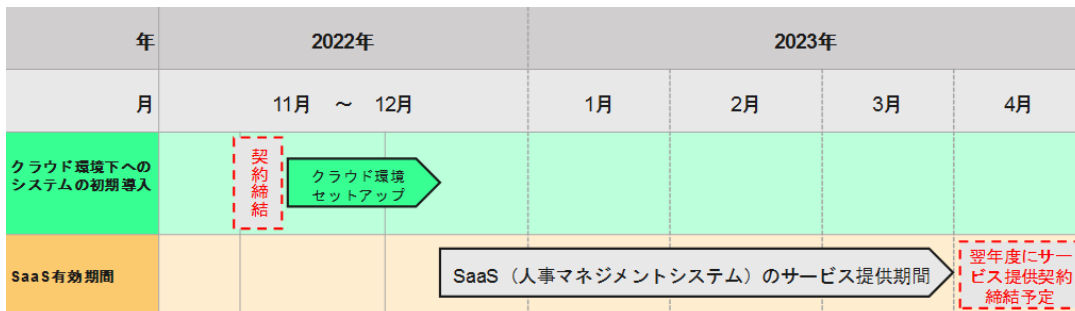 年
2022年
2023年
月
11月 ～ 12月
1月
2月
3月
4月
クラウド環境下への
システムの初期導入
契
約
締
結
クラウド環境
セットアップ
SaaS有効期間
SaaS（人事マネジメントシステム）のサービス提供期間
翌年度にサー
ビス提供契約
締結予定